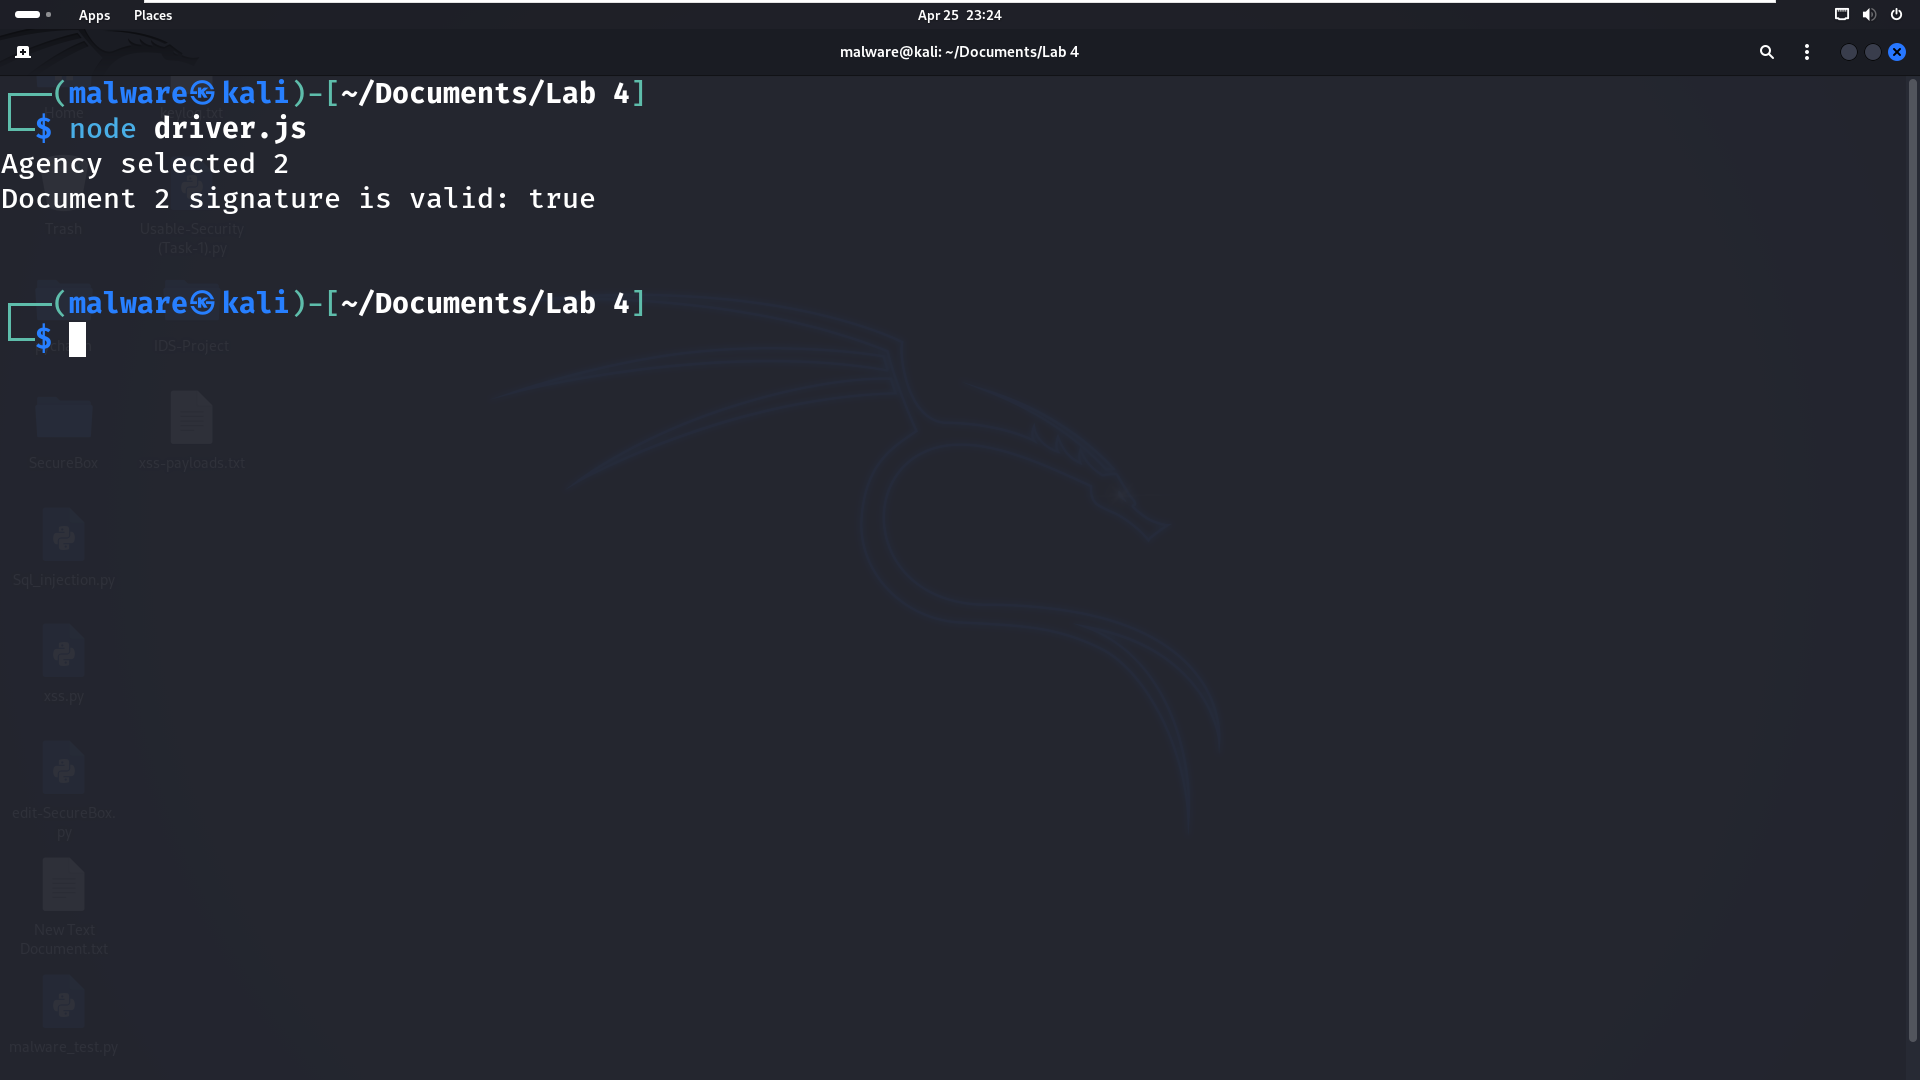 Apps Places Apr 25 23:24
malware@kali: ~/Documents/Lab 4
┌──(malware㉿kali)-[~/Documents/Lab 4]
└─$ node driver.js
Agency selected 2
Document 2 signature is valid: true
Home
Trash Usable-Security
(Task-1).py
┌──(malware㉿kali)-[~/Documents/Lab 4]
└─$
IDS-Project
SecureBox xss-payloads.txt
Sql_injection.py
xss.py
edit-SecureBox.
py
New Text
Document.txt
malware_test.py